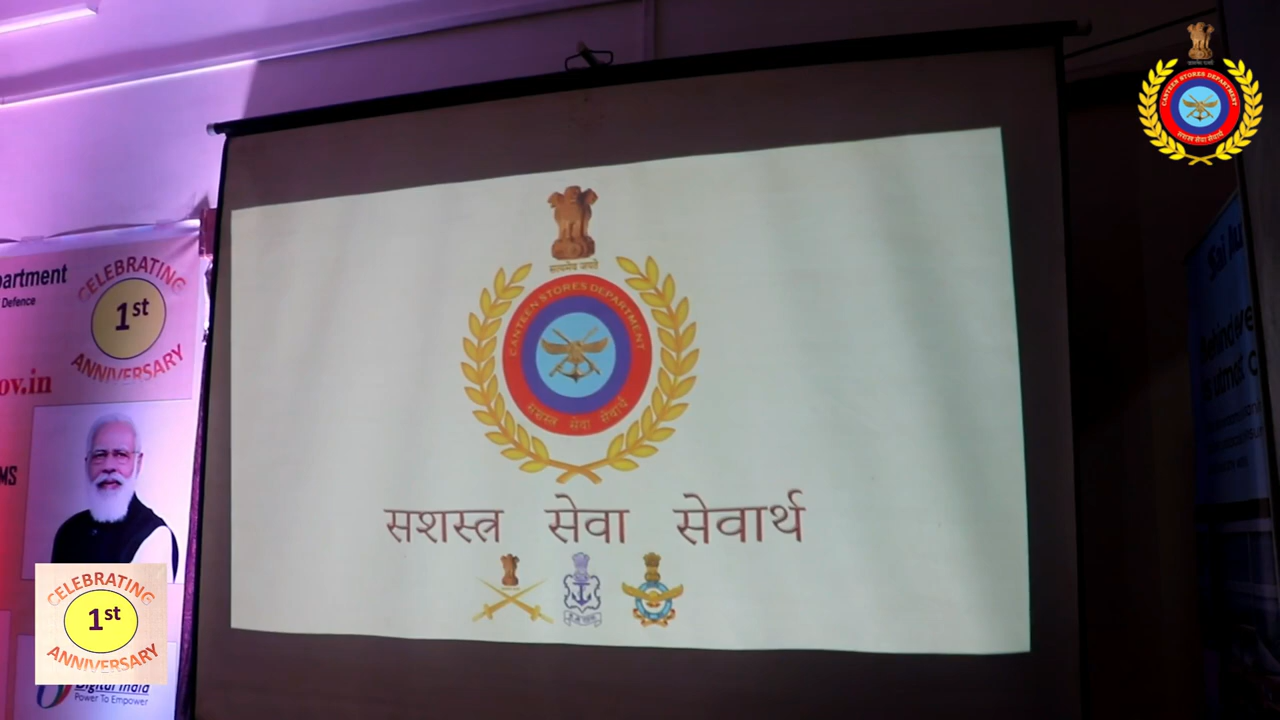 CANTEEN STORES DEPARTMENT
सशस्त्र सेवा सेवार्थ
partment
Defence
CELEBRATING
1st
ANNIVERSARY
ov.in
MS
सत्यमेव जयते
CANTEEN STORES DEPARTMENT
सशस्त्र सेवा सेवार्थ
सशस्त्र सेवा सेवार्थ
CELEBRATING
1st
ANNIVERSARY
Digital India
Power To Empower